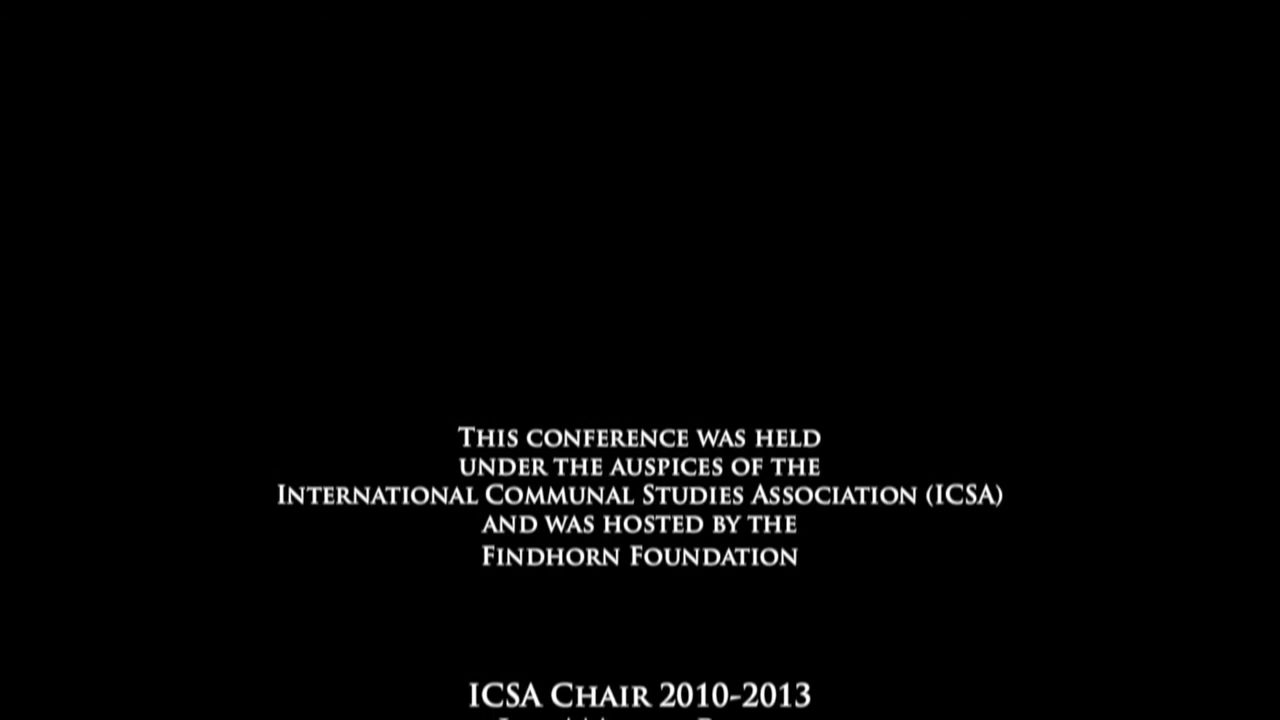 This conference was held
under the auspices of the
International Communal Studies Association (ICSA)
and was hosted by the
Findhorn Foundation
ICSA Chair 2010-2013